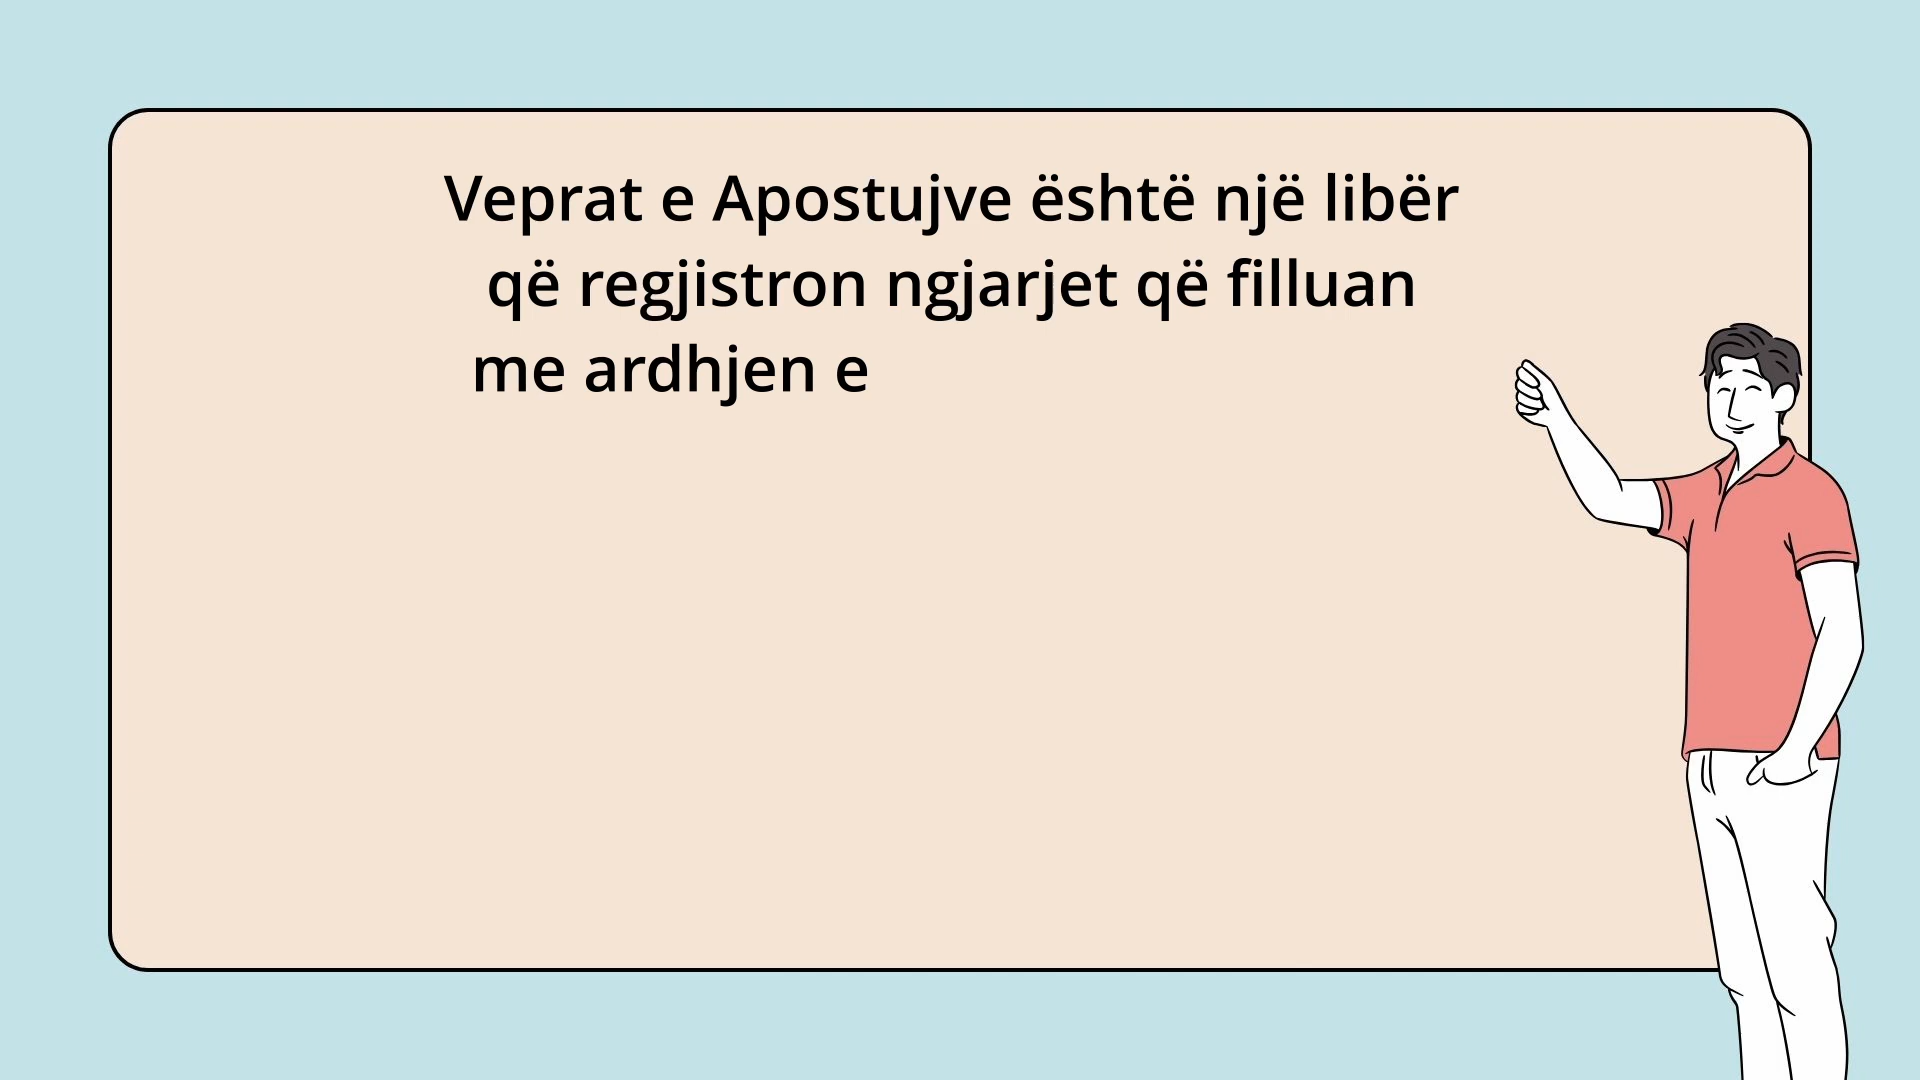 Veprat e Apostujve është një libër
që regjistron ngjarjet që filluan
me ardhjen e